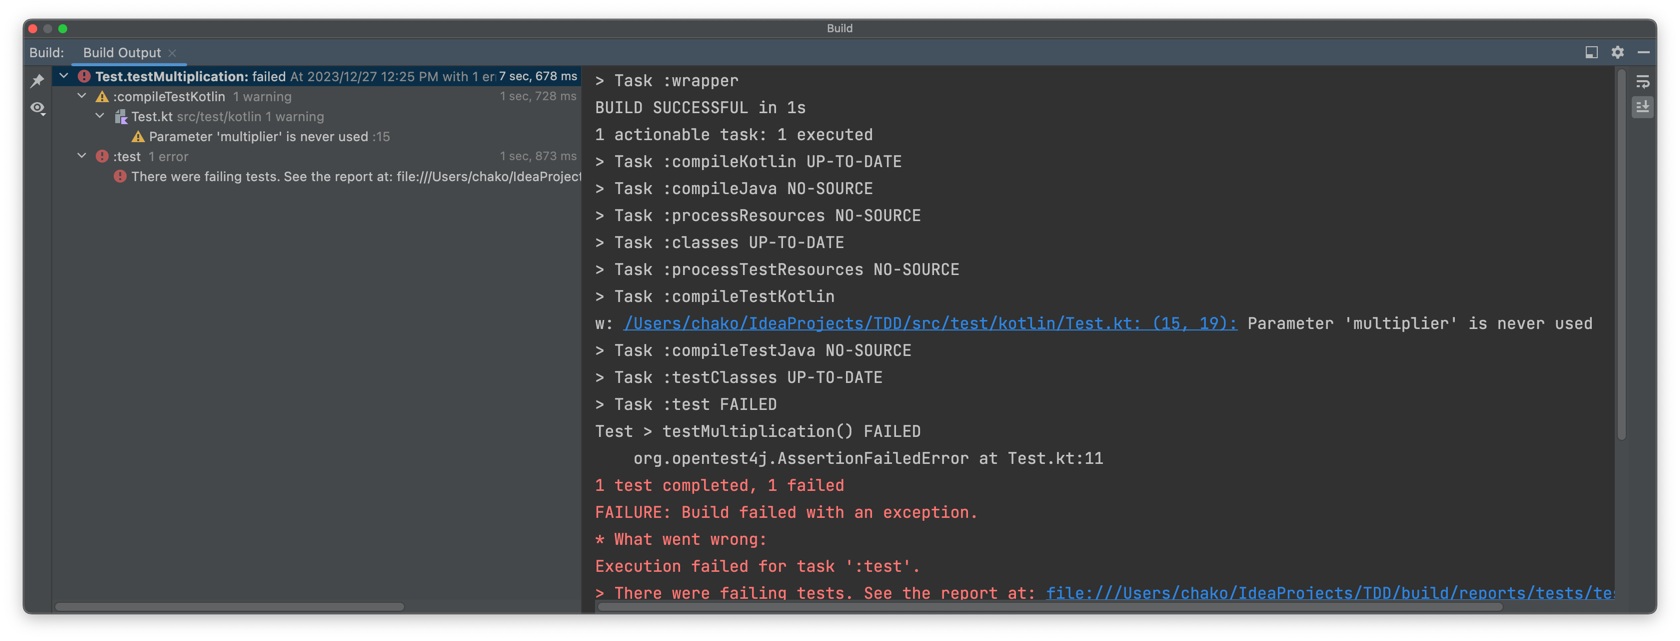 Build
Build: Build Output
Test.testMultiplication: failed At 2023/12/27 12:25 PM with 1 er 7 sec, 678 ms
:compileTestKotlin 1 warning 1 sec, 728 ms
Test.kt src/test/kotlin 1 warning
Parameter 'multiplier' is never used :15
:test 1 error 1 sec, 873 ms
There were failing tests. See the report at: file:///Users/chako/IdeaProject
> Task :wrapper
BUILD SUCCESSFUL in 1s
1 actionable task: 1 executed
> Task :compileKotlin UP-TO-DATE
> Task :compileJava NO-SOURCE
> Task :processResources NO-SOURCE
> Task :classes UP-TO-DATE
> Task :processTestResources NO-SOURCE
> Task :compileTestKotlin
w: /Users/chako/IdeaProjects/TDD/src/test/kotlin/Test.kt: (15, 19): Parameter 'multiplier' is never used
> Task :compileTestJava NO-SOURCE
> Task :testClasses UP-TO-DATE
> Task :test FAILED
Test > testMultiplication() FAILED
org.opentest4j.AssertionFailedError at Test.kt:11
1 test completed, 1 failed
FAILURE: Build failed with an exception.
* What went wrong:
Execution failed for task ':test'.
> There were failing tests. See the report at: file:///Users/chako/IdeaProjects/TDD/build/reports/tests/te